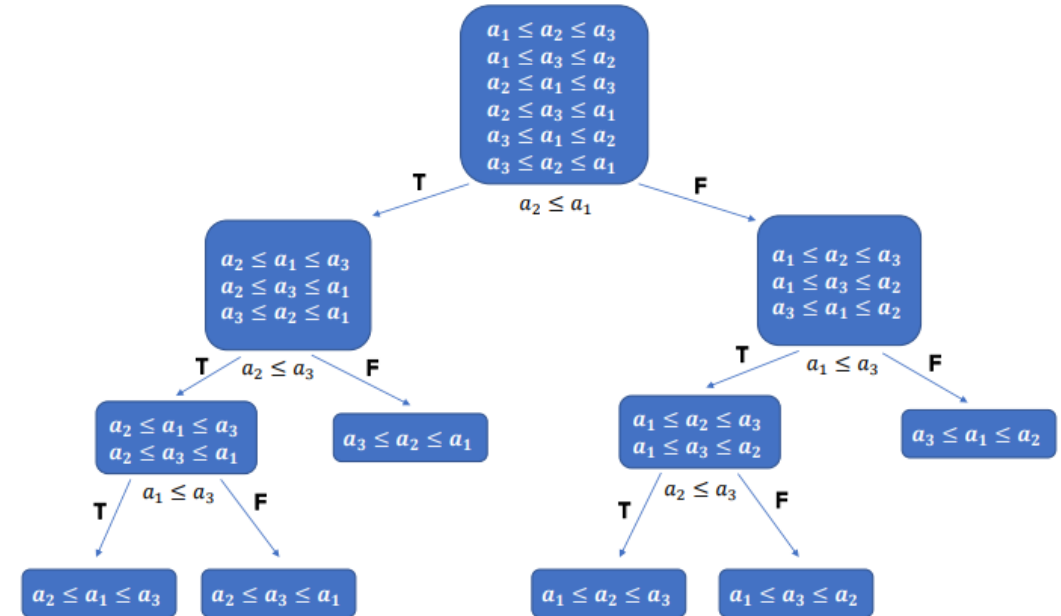 a₁ ≤ a₂ ≤ a₃
a₁ ≤ a₃ ≤ a₂
a₂ ≤ a₁ ≤ a₃
a₂ ≤ a₃ ≤ a₁
a₃ ≤ a₁ ≤ a₂
a₃ ≤ a₂ ≤ a₁
T
a₂ ≤ a₁
F
a₂ ≤ a₁ ≤ a₃
a₂ ≤ a₃ ≤ a₁
a₃ ≤ a₂ ≤ a₁
a₁ ≤ a₂ ≤ a₃
a₁ ≤ a₃ ≤ a₂
a₃ ≤ a₁ ≤ a₂
T
a₂ ≤ a₃
F
T
a₁ ≤ a₃
F
a₂ ≤ a₁ ≤ a₃
a₂ ≤ a₃ ≤ a₁
a₃ ≤ a₂ ≤ a₁
a₁ ≤ a₂ ≤ a₃
a₁ ≤ a₃ ≤ a₂
a₃ ≤ a₁ ≤ a₂
T
a₁ ≤ a₃
F
T
a₂ ≤ a₃
F
a₂ ≤ a₁ ≤ a₃
a₂ ≤ a₃ ≤ a₁
a₁ ≤ a₂ ≤ a₃
a₁ ≤ a₃ ≤ a₂